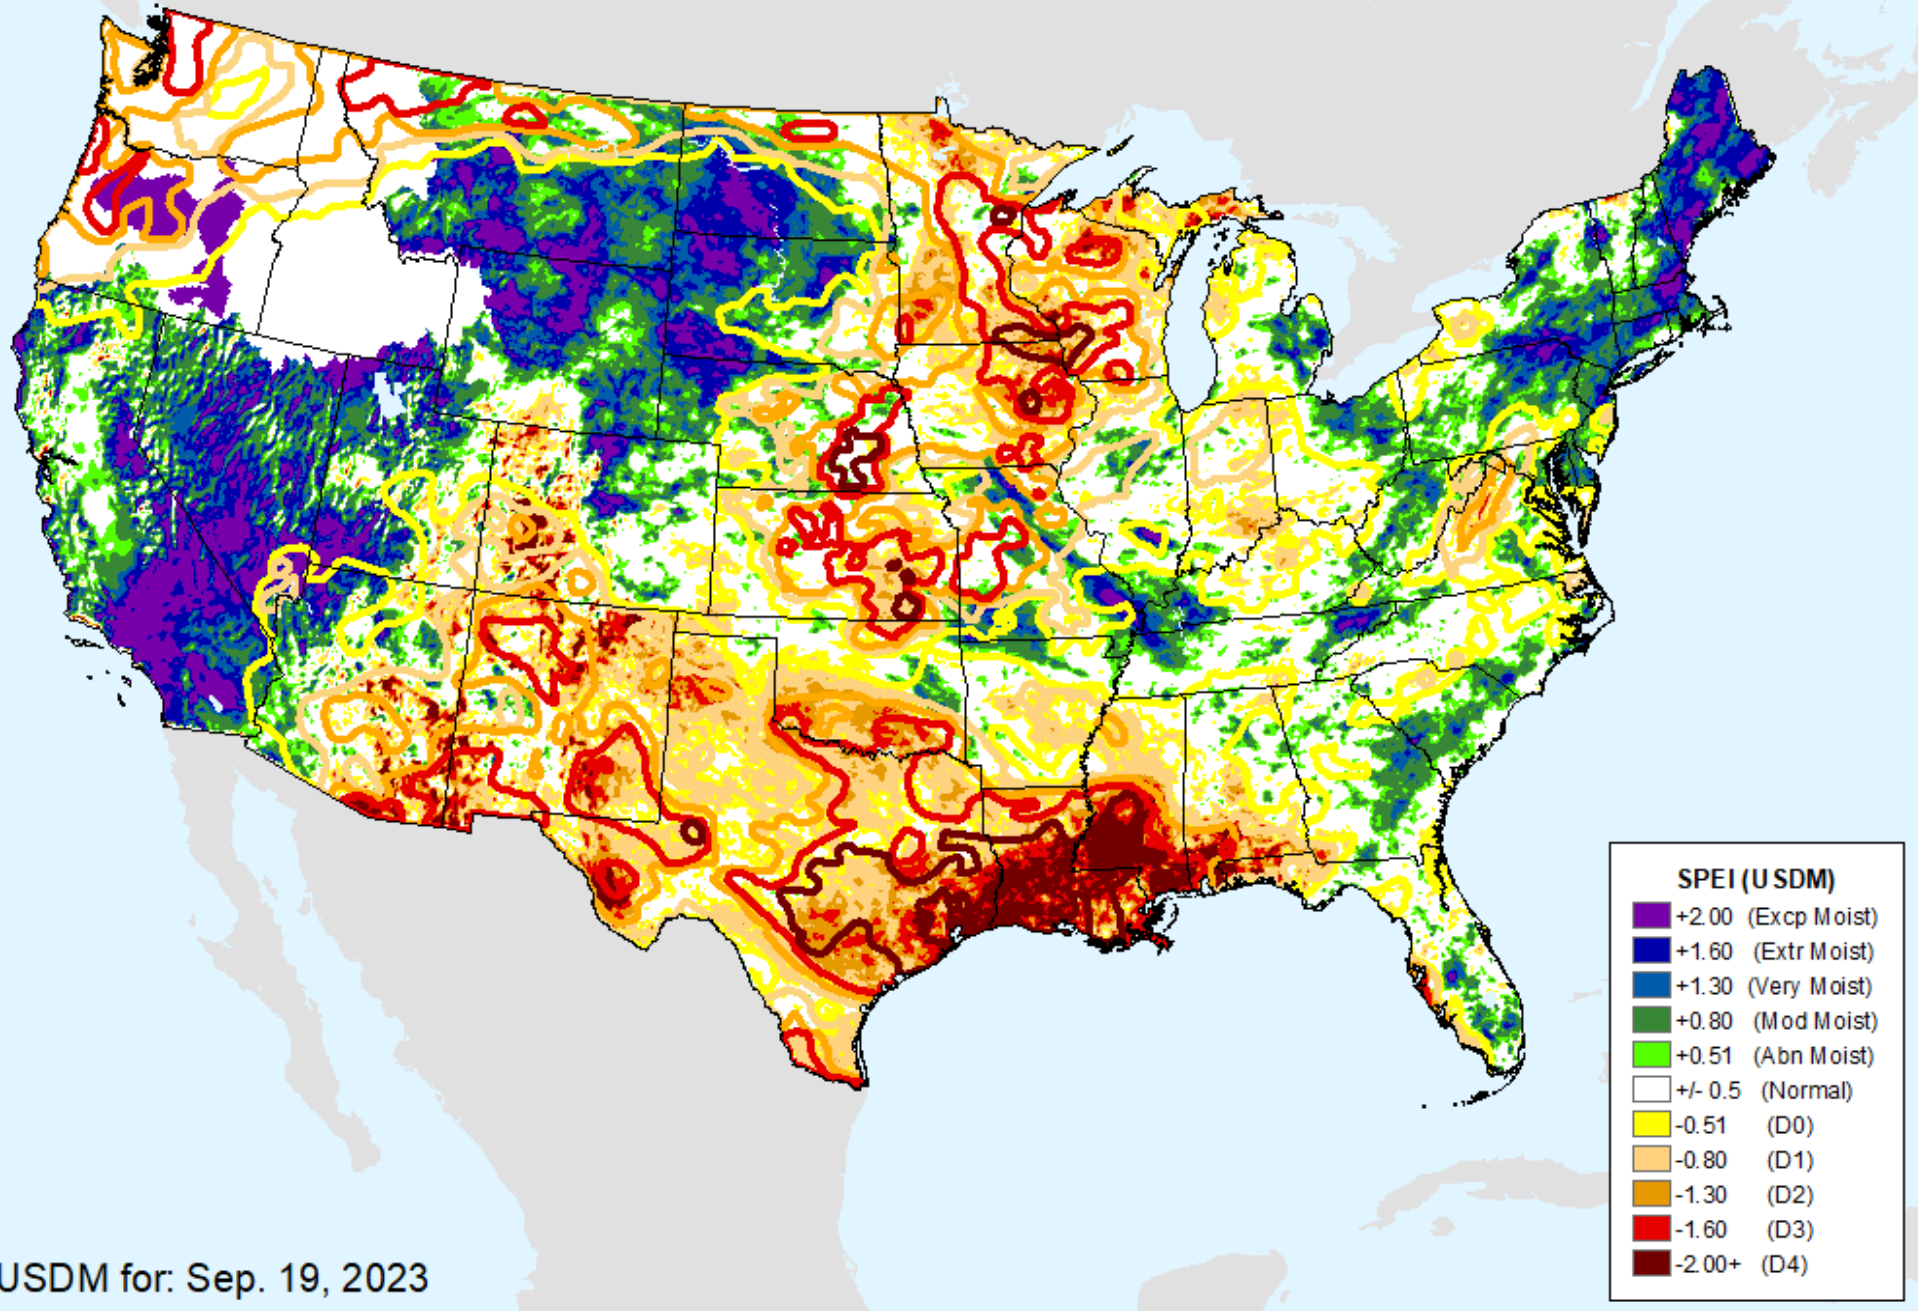 SPEI (USDM)
+2.00 (Excp Moist)
+1.60 (Extr Moist)
+1.30 (Very Moist)
+0.80 (Mod Moist)
+0.51 (Abn Moist)
+/- 0.5 (Normal)
-0.51 (D0)
-0.80 (D1)
-1.30 (D2)
-1.60 (D3)
-2.00+ (D4)
USDM for: Sep. 19, 2023